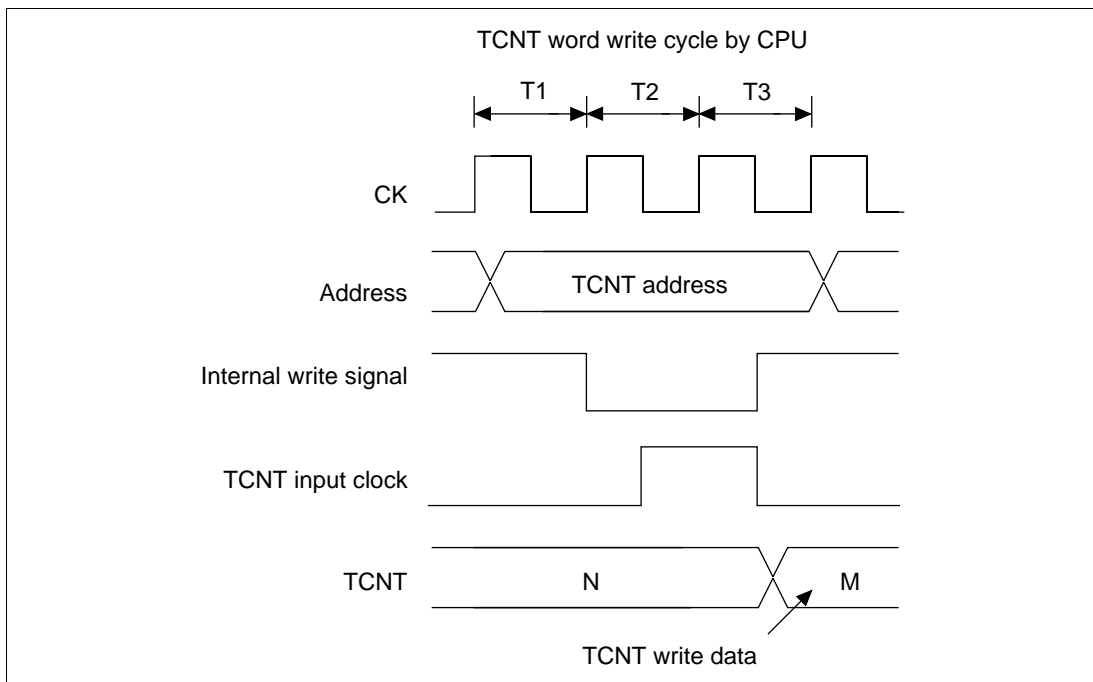 TCNT word write cycle by CPU
T1 T2 T3
CK
Address
TCNT address
Internal write signal
TCNT input clock
TCNT
N
M
TCNT write data